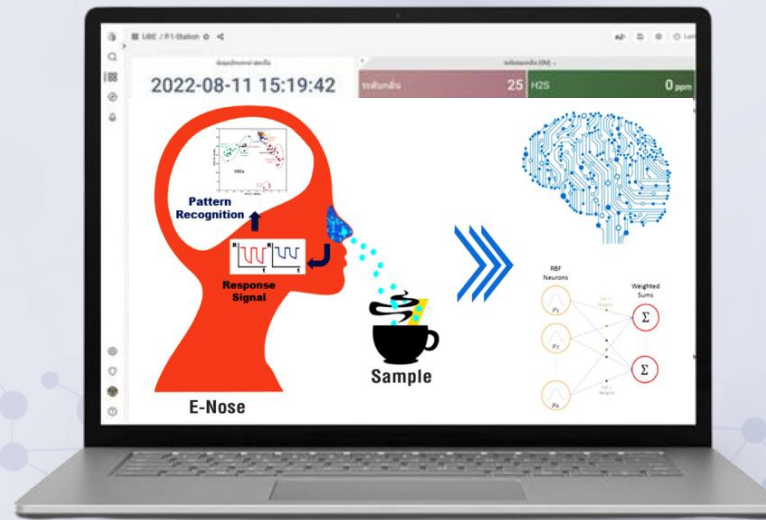 UBE / P1-Station
2022-08-11 15:19:42
ระดับกลิ่น
25
H2S
0 ppm
Pattern
Recognition
R
R
t
t
Response
Signal
E-Nose
Sample
RBF
Neurons
Weighted
Sums
Σ
Σ